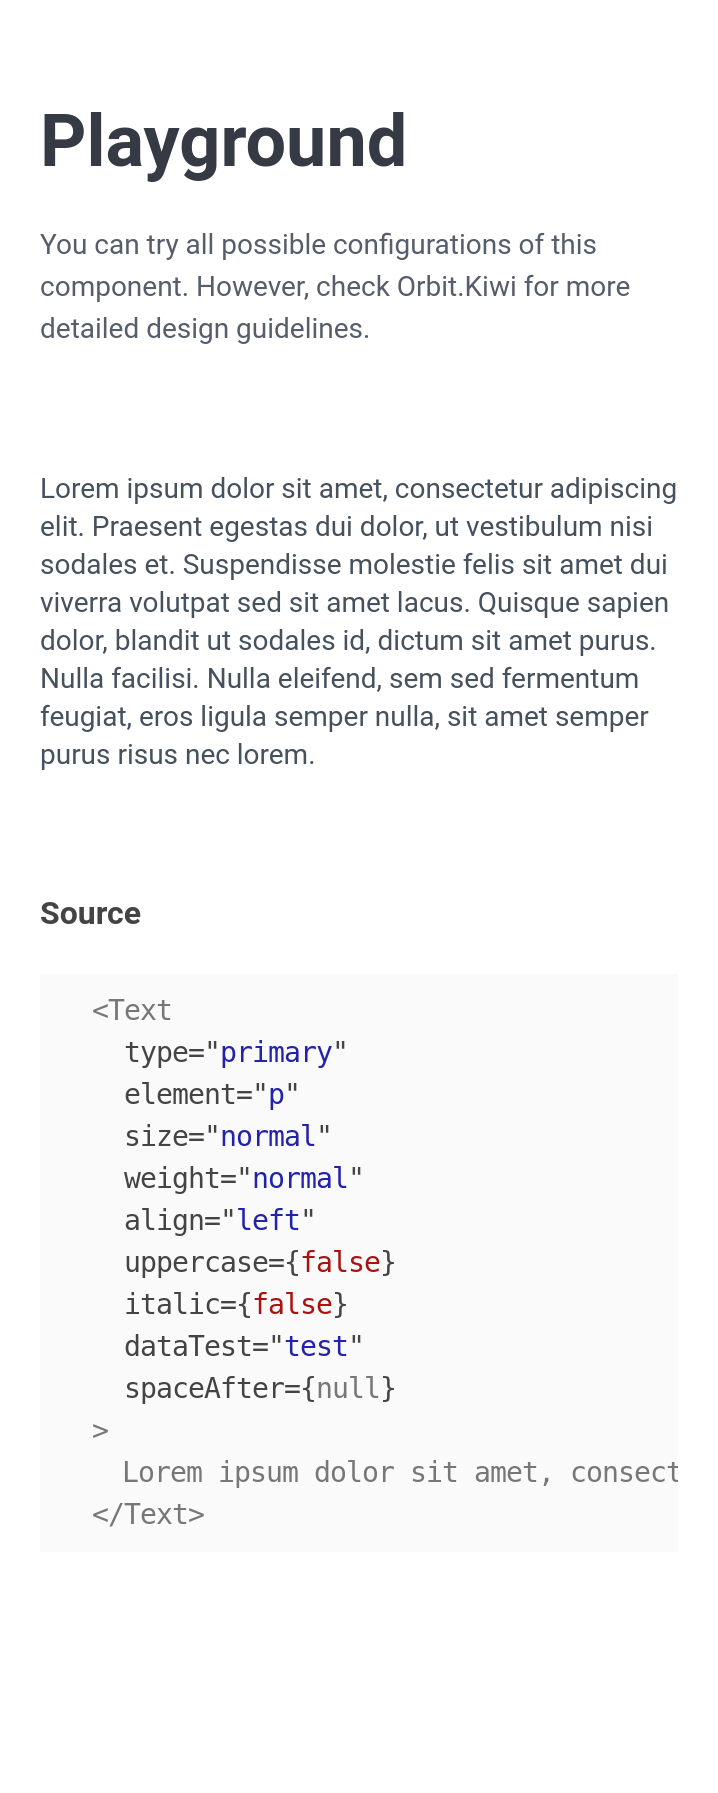 Playground
You can try all possible configurations of this
component. However, check Orbit.Kiwi for more
detailed design guidelines.
Lorem ipsum dolor sit amet, consectetur adipiscing
elit. Praesent egestas dui dolor, ut vestibulum nisi
sodales et. Suspendisse molestie felis sit amet dui
viverra volutpat sed sit amet lacus. Quisque sapien
dolor, blandit ut sodales id, dictum sit amet purus.
Nulla facilisi. Nulla eleifend, sem sed fermentum
feugiat, eros ligula semper nulla, sit amet semper
purus risus nec lorem.
Source
<Text
type="primary"
element="p"
size="normal"
weight="normal"
align="left"
uppercase={false}
italic={false}
dataTest="test"
spaceAfter={null}
>
Lorem ipsum dolor sit amet, consect
</Text>